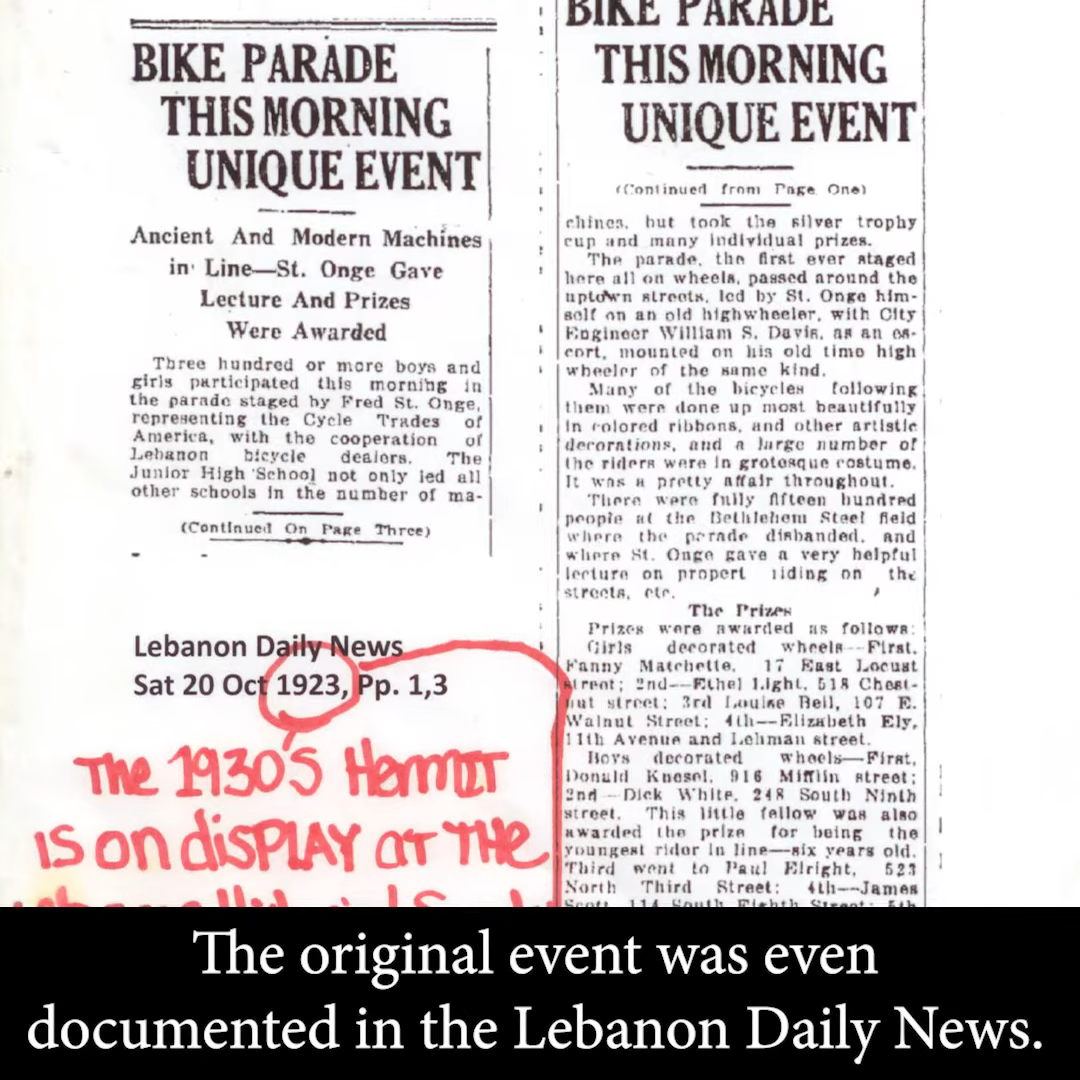 BIKE PARADE
THIS MORNING
UNIQUE EVENT
Ancient And Modern Machines
in Line—St. Onge Gave
Lecture And Prizes
Were Awarded
Three hundred or more boys and
girls participated this morning in
the parade staged by Fred St. Onge,
representing the Cycle Trades of
America, with the cooperation of
Lebanon bicycle dealers. The
Junior High School not only led all
other schools in the number of ma-
(Continued On Page Three)
Lebanon Daily News
Sat 20 Oct 1923, Pp. 1,3
The 1930's Hermit
is on display at the
BIKE PARADE
THIS MORNING
UNIQUE EVENT
(Continued from Page One)
chines, but took the silver trophy
cup and many individual prizes.
The parade, the first ever staged
here all on wheels, passed around the
uptown streets, led by St. Onge him-
self on an old highwheeler, with City
Engineer William S. Davis, as an es-
cort, mounted on his old time high
wheeler of the same kind.
Many of the bicycles following
them were done up most beautifully
in colored ribbons, and other artistic
decorations, and a large number of
the riders were in grotesque costume.
It was a pretty affair throughout.
There were fully fifteen hundred
people at the Bethlehem Steel field
where the parade disbanded, and
where St. Onge gave a very helpful
lecture on propert riding on the
streets, etc.
The Prizes
Prizes were awarded as follows:
Girls decorated wheels—First,
Fanny Matchette, 17 East Locust
street; 2nd—Ethel Light, 518 Chest-
nut street; 3rd Louise Bell, 107 E.
Walnut Street; 4th—Elizabeth Ely,
11th Avenue and Lehman street.
Boys decorated wheels—First,
Donald Knesel, 916 Mifflin street;
2nd—Dick White, 248 South Ninth
street. This little fellow was also
awarded the prize for being the
youngest ridor in line—six years old.
Third went to Paul Elright, 523
North Third Street; 4th—James
Scott, 114 South Eighth Street; 5th
The original event was even
documented in the Lebanon Daily News.